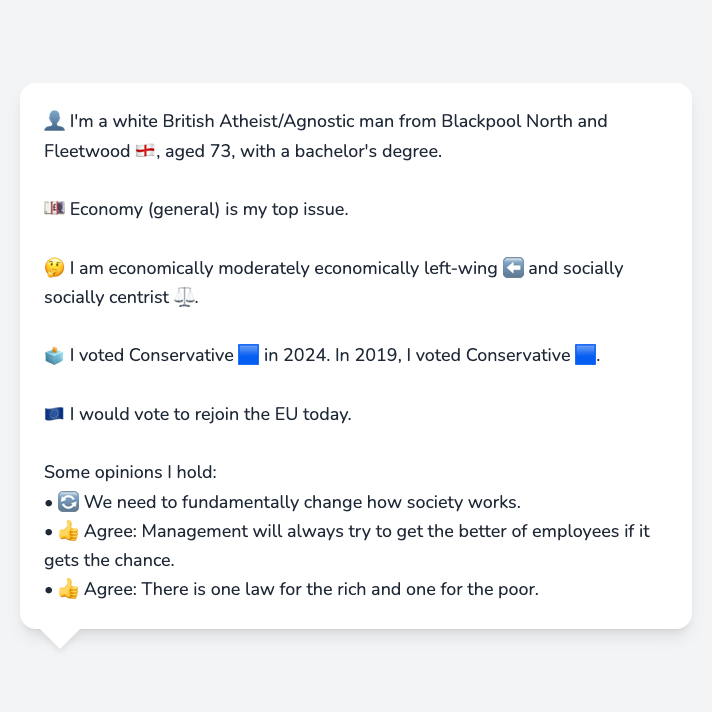 👤 I'm a white British Atheist/Agnostic man from Blackpool North and
Fleetwood 🏴󠁧󠁢󠁥󠁮󠁧󠁿, aged 73, with a bachelor's degree.
💷 Economy (general) is my top issue.
🤔 I am economically moderately economically left-wing ⬅️ and socially
socially centrist ⚖️.
🗳️ I voted Conservative 🟦 in 2024. In 2019, I voted Conservative 🟦.
🇪🇺 I would vote to rejoin the EU today.
Some opinions I hold:
• 🔄 We need to fundamentally change how society works.
• 👍 Agree: Management will always try to get the better of employees if it
gets the chance.
• 👍 Agree: There is one law for the rich and one for the poor.